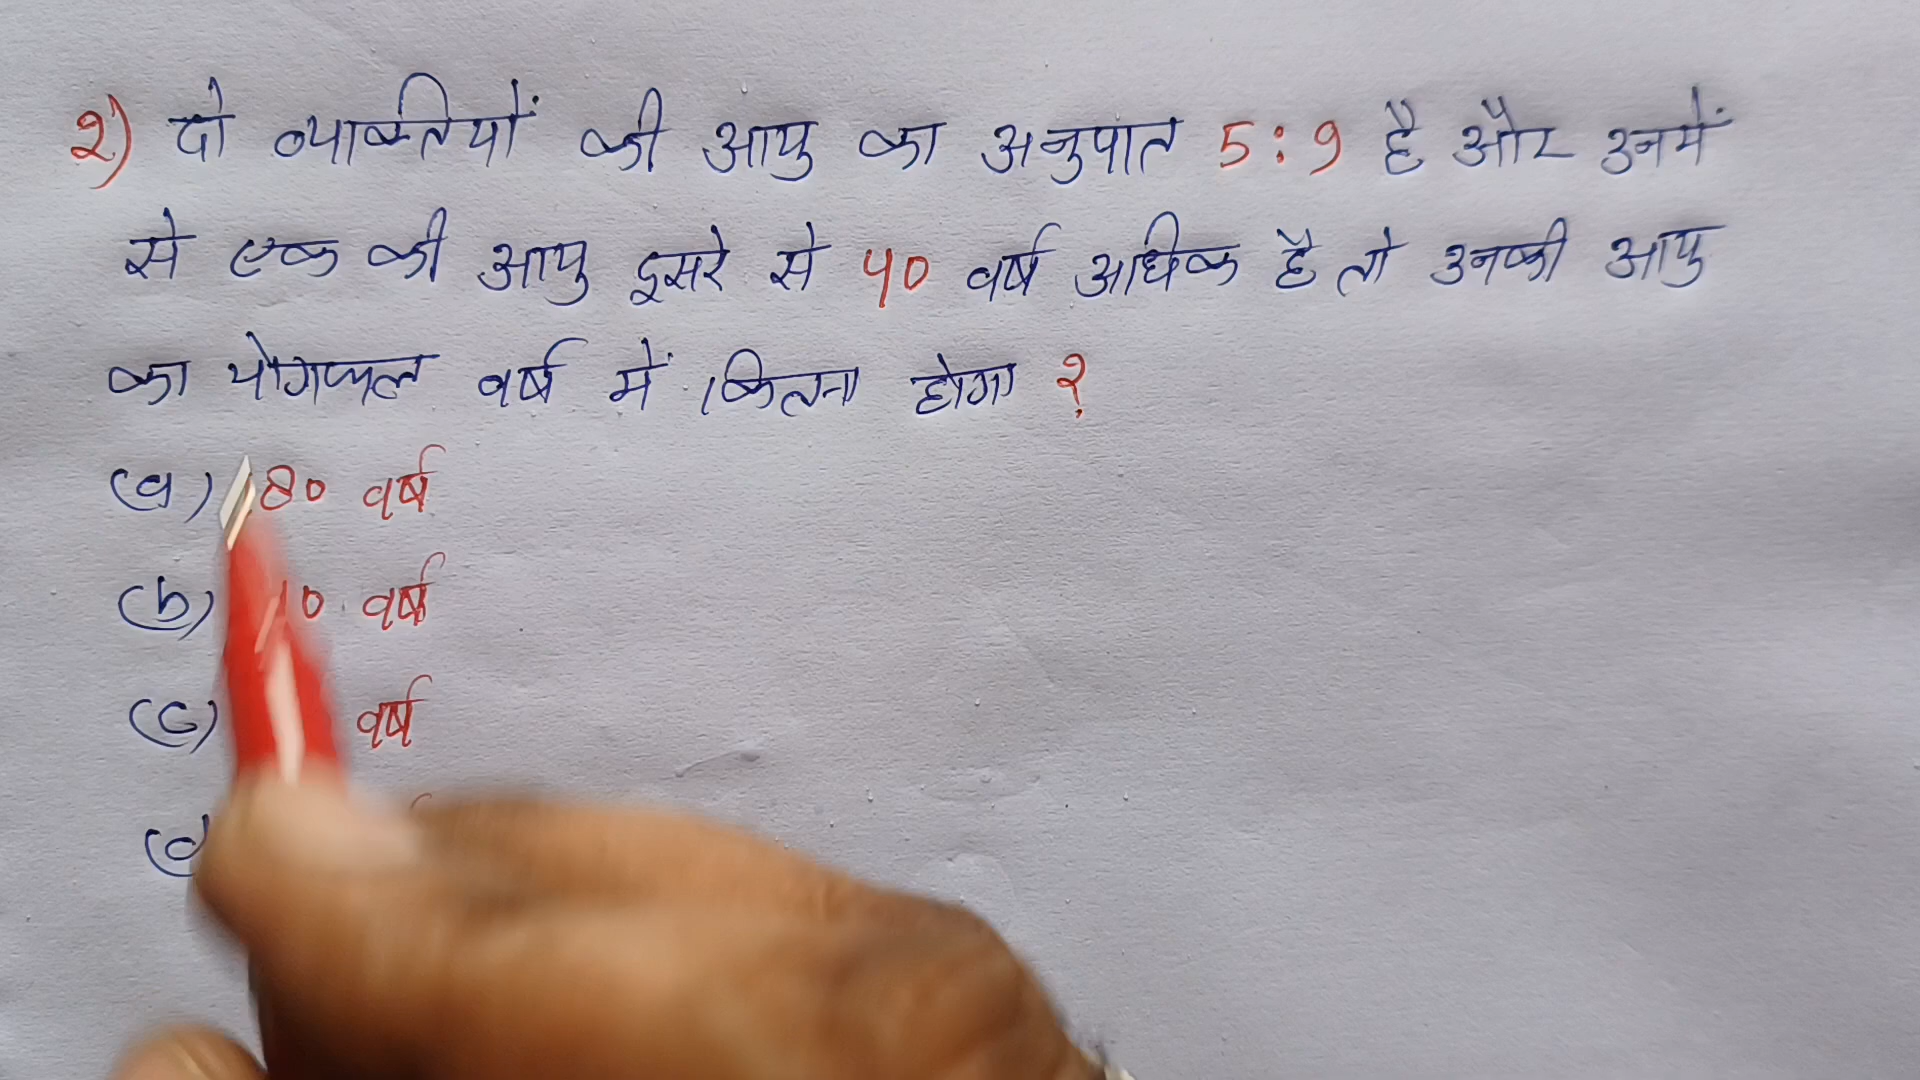 2) दो व्यक्तियों की आयु का अनुपात 5:9 है और उनमें
से एक की आयु दूसरे से 40 वर्ष अधिक है तो उनकी आयु
का योगफल वर्ष में कितना होगा ?
(a) 80 वर्ष
(b) वर्ष
(c) वर्ष
(d